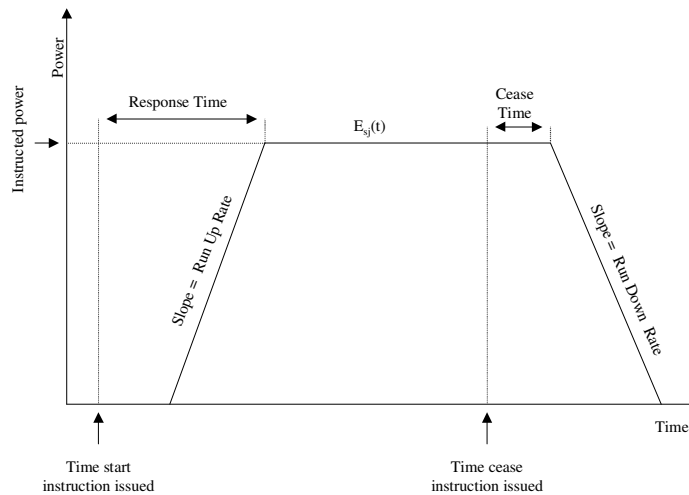 Power
Instructed power
Response Time
Cease
Time
E_sj(t)
Slope = Run Up Rate
Slope = Run Down Rate
Time
Time start
instruction issued
Time cease
instruction issued